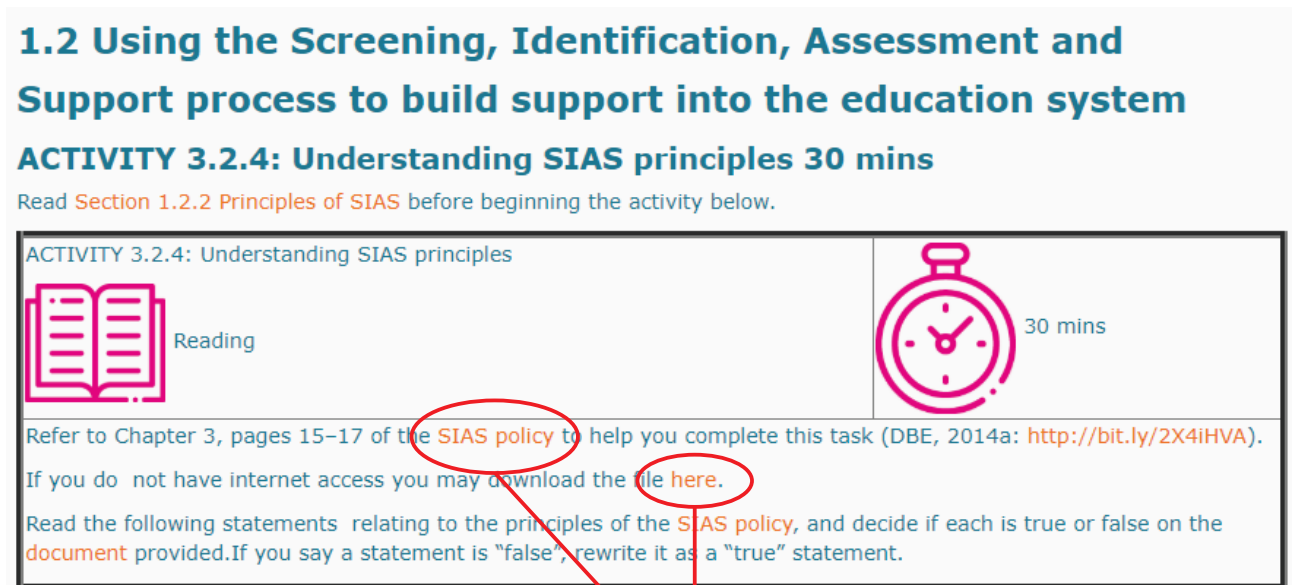 1.2 Using the Screening, Identification, Assessment and
Support process to build support into the education system
ACTIVITY 3.2.4: Understanding SIAS principles 30 mins
Read Section 1.2.2 Principles of SIAS before beginning the activity below.
ACTIVITY 3.2.4: Understanding SIAS principles
Reading
30 mins
Refer to Chapter 3, pages 15–17 of the SIAS policy to help you complete this task (DBE, 2014a: http://bit.ly/2X4iHVA).
If you do  not have internet access you may download the file here.
Read the following statements  relating to the principles of the SIAS policy, and decide if each is true or false on the
document provided.If you say a statement is “false”, rewrite it as a “true” statement.